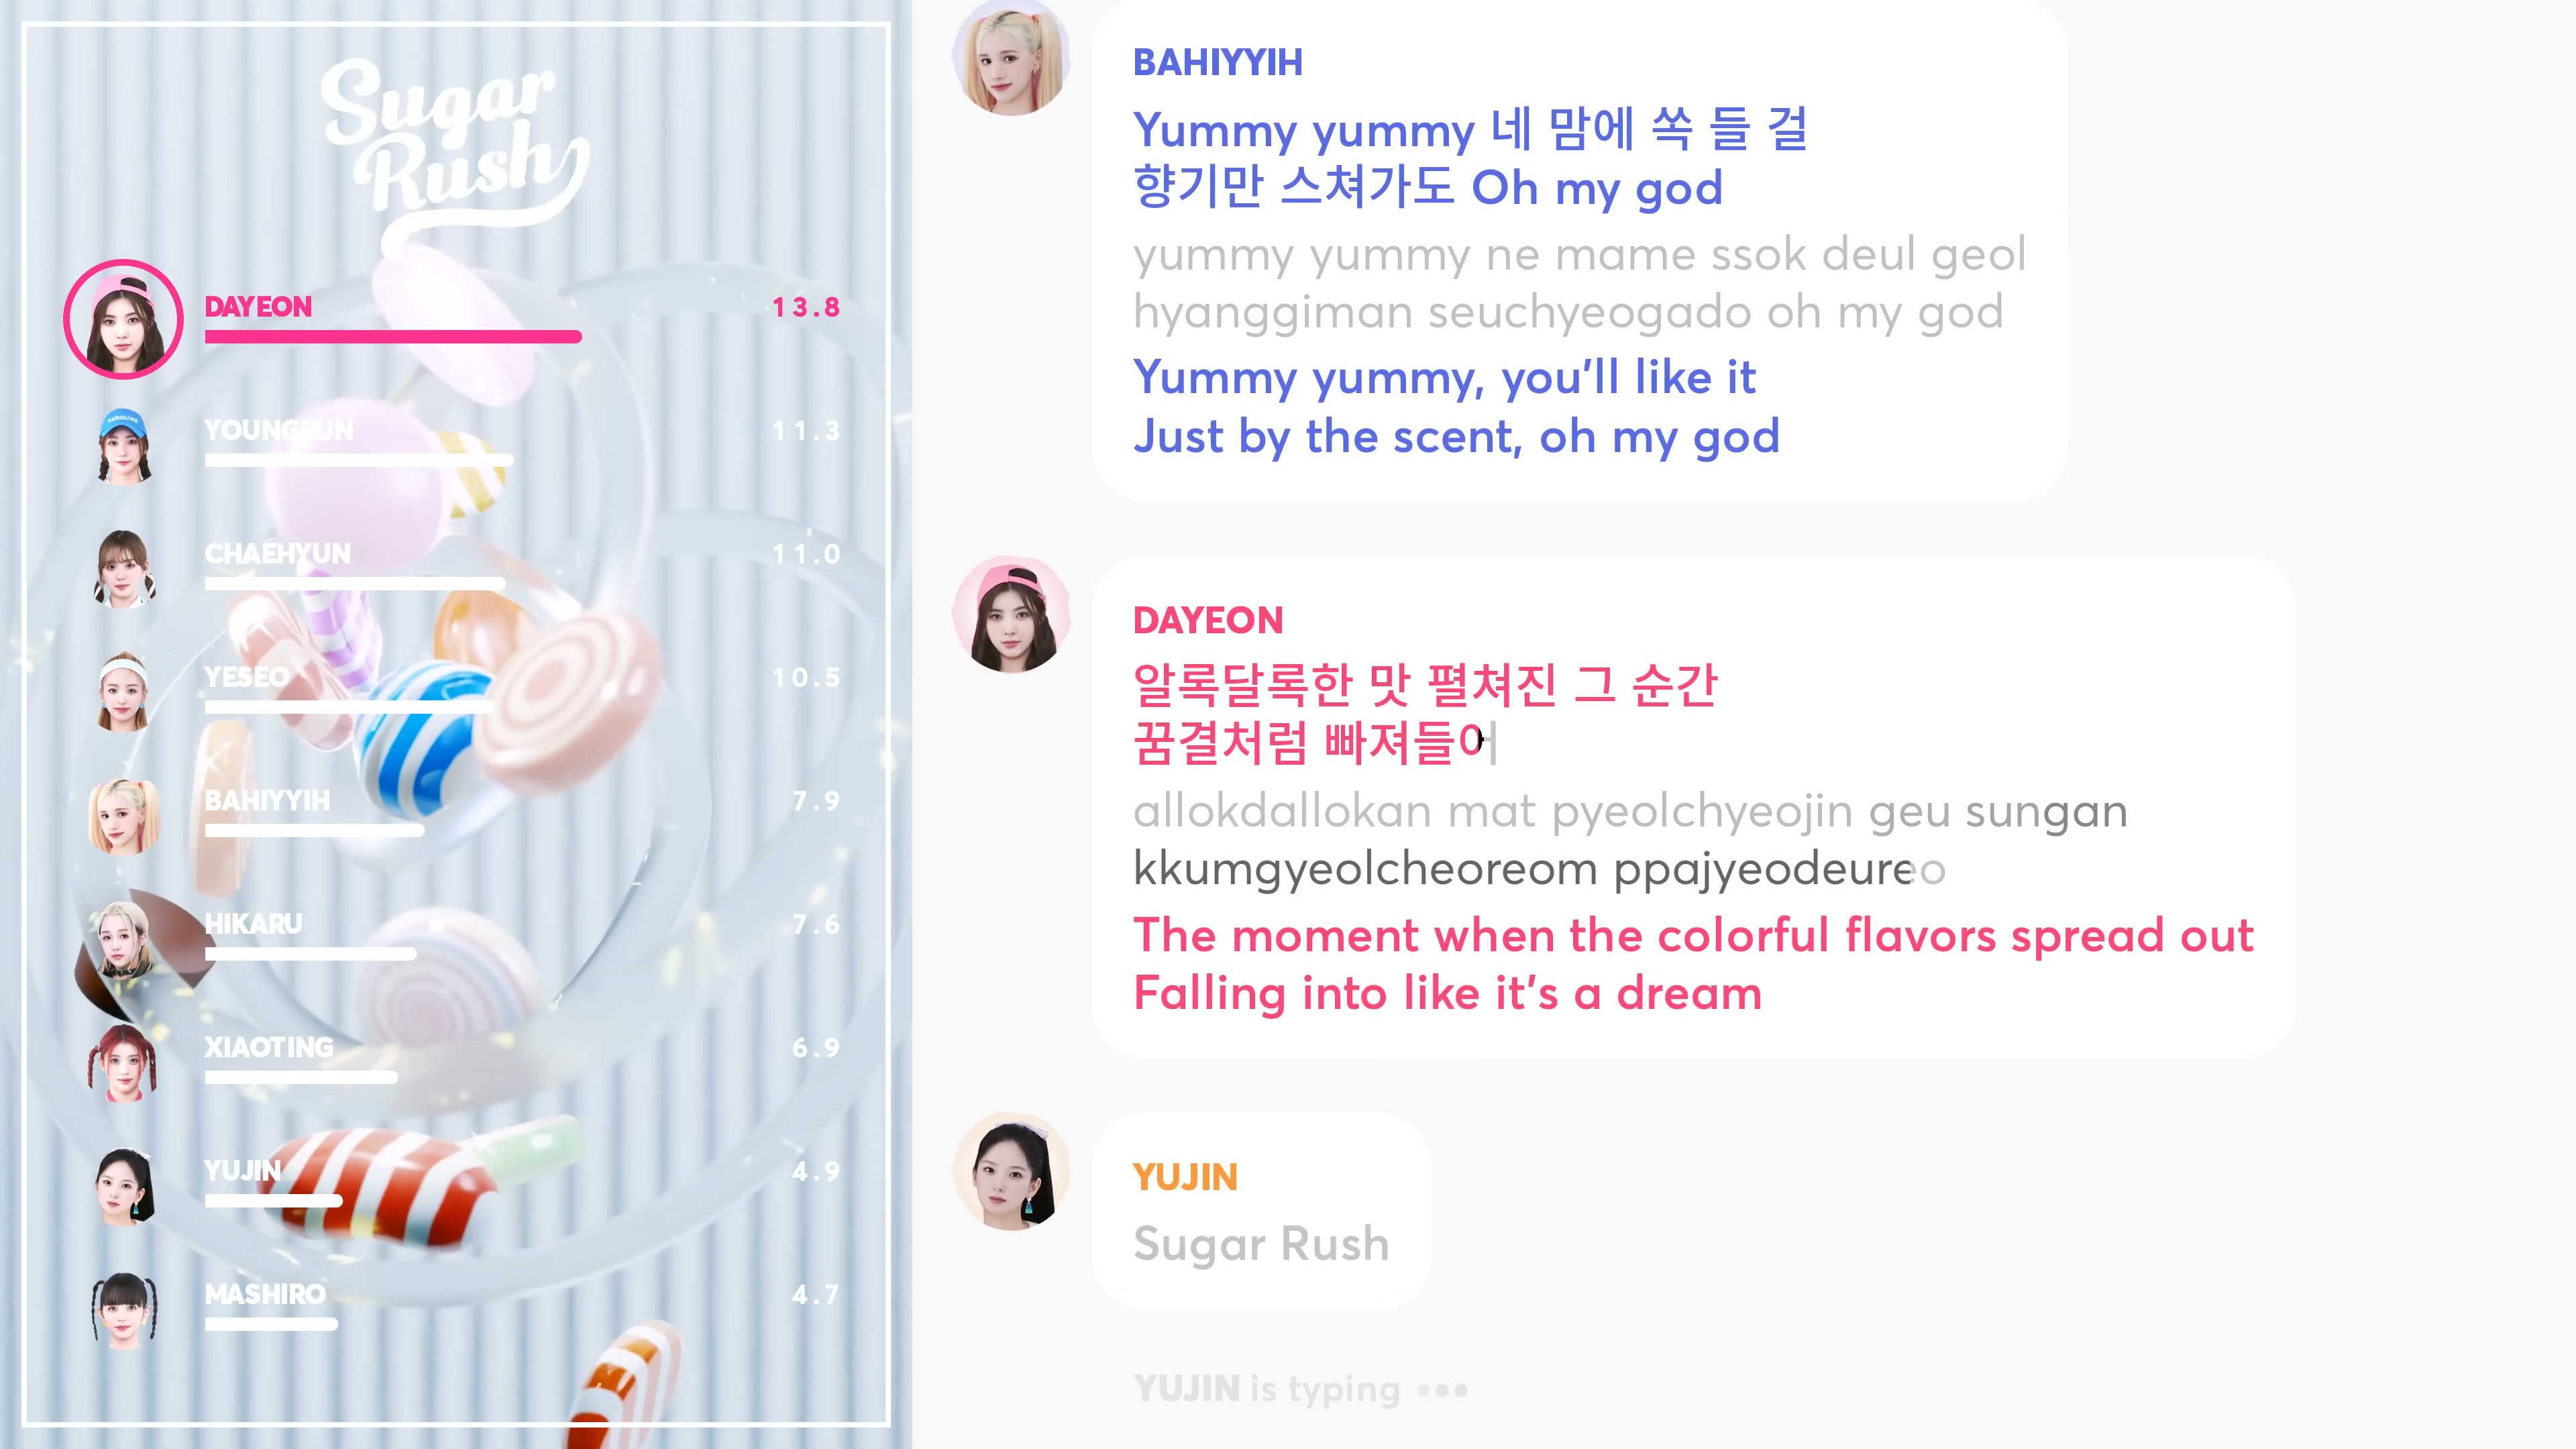 Sugar
Rush
DAYEON 13.8
YOUNGEUN 11.3
CHAEHYUN 11.0
YESEO 10.5
BAHIYYIH 7.9
HIKARU 7.6
XIAOTING 6.9
YUJIN 4.9
MASHIRO 4.7
BAHIYYIH
Yummy yummy 네 맘에 쏙 들 걸
향기만 스쳐가도 Oh my god
yummy yummy ne mame ssok deul geol
hyanggiman seuchyeogado oh my god
Yummy yummy, you’ll like it
Just by the scent, oh my god
DAYEON
알록달록한 맛 펼쳐진 그 순간
꿈결처럼 빠져들어
allokdallokan mat pyeolchyeojin geu sungan
kkumgyeolcheoreom ppajyeodeureo
The moment when the colorful flavors spread out
Falling into like it’s a dream
YUJIN
Sugar Rush
YUJIN is typing •••